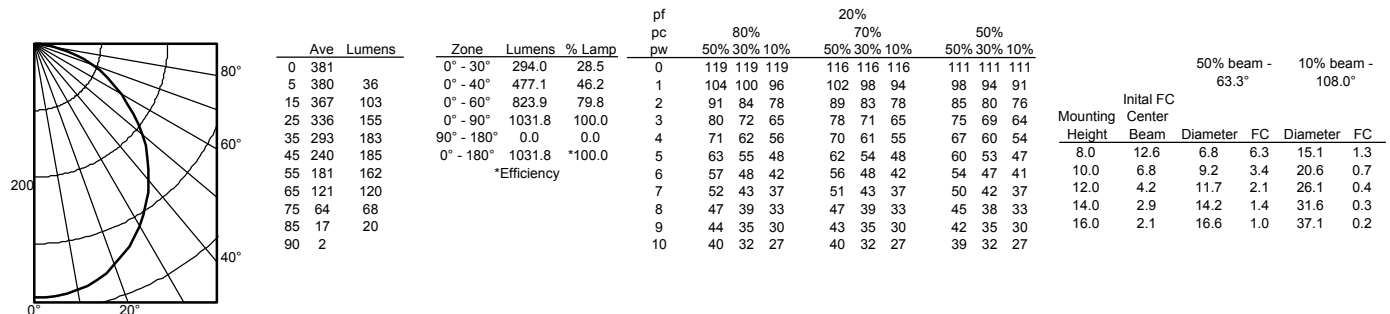 80°
60°
200
40°
0° 20°
Ave Lumens
0 381
5 380 36
15 367 103
25 336 155
35 293 183
45 240 185
55 181 162
65 121 120
75 64 68
85 17 20
90 2
Zone Lumens % Lamp
0° - 30° 294.0 28.5
0° - 40° 477.1 46.2
0° - 60° 823.9 79.8
0° - 90° 1031.8 100.0
90° - 180° 0.0 0.0
0° - 180° 1031.8 *100.0
*Efficiency
pf 20%
pc 80% 70% 50%
pw 50% 30% 10% 50% 30% 10% 50% 30% 10%
0 119 119 119 116 116 116 111 111 111
1 104 100 96 102 98 94 98 94 91
2 91 84 78 89 83 78 85 80 76
3 80 72 65 78 71 65 75 69 64
4 71 62 56 70 61 55 67 60 54
5 63 55 48 62 54 48 60 53 47
6 57 48 42 56 48 42 54 47 41
7 52 43 37 51 43 37 50 42 37
8 47 39 33 47 39 33 45 38 33
9 44 35 30 43 35 30 42 35 30
10 40 32 27 40 32 27 39 32 27
50% beam - 10% beam -
63.3° 108.0°
Inital FC
Mounting Center
Height Beam Diameter FC Diameter FC
8.0 12.6 6.8 6.3 15.1 1.3
10.0 6.8 9.2 3.4 20.6 0.7
12.0 4.2 11.7 2.1 26.1 0.4
14.0 2.9 14.2 1.4 31.6 0.3
16.0 2.1 16.6 1.0 37.1 0.2